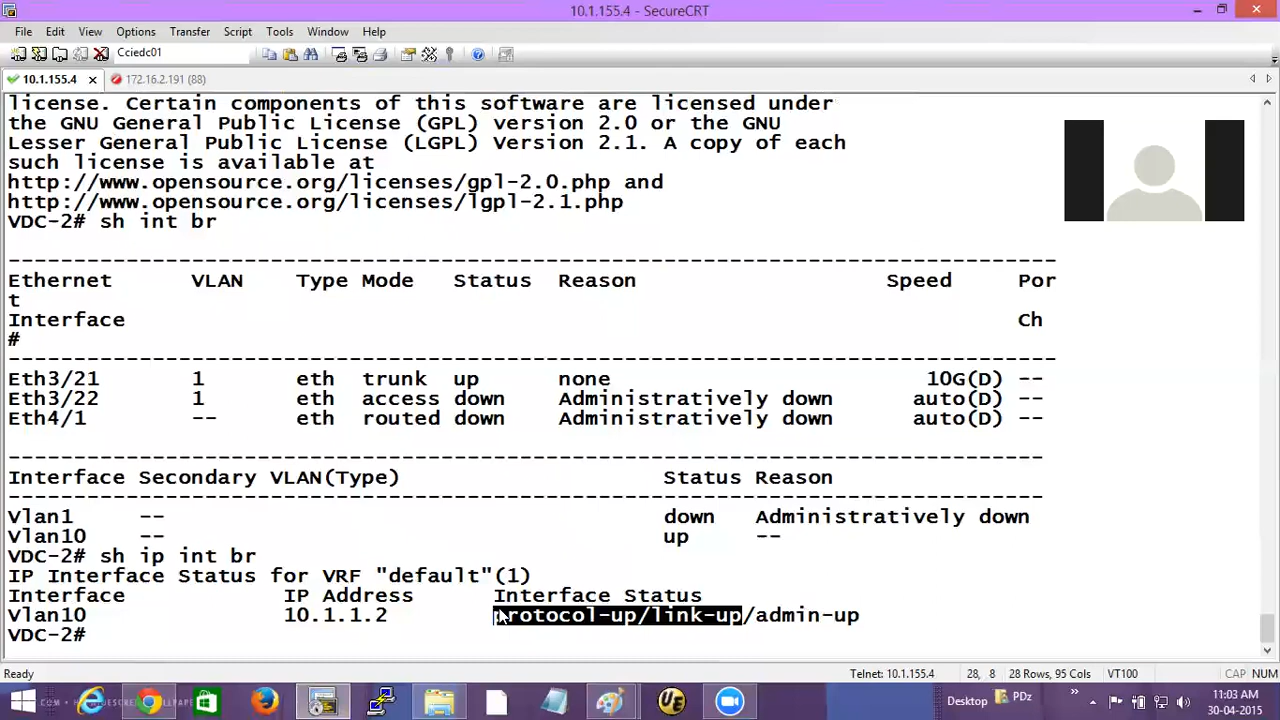 10.1.155.4 - SecureCRT
File Edit View Options Transfer Script Tools Window Help
Cciedc01
10.1.155.4 172.16.2.191 (88)
license. Certain components of this software are licensed under
the GNU General Public License (GPL) version 2.0 or the GNU
Lesser General Public License (LGPL) Version 2.1. A copy of each
such license is available at
http://www.opensource.org/licenses/gpl-2.0.php and
http://www.opensource.org/licenses/lgpl-2.1.php
VDC-2# sh int br
--------------------------------------------------------------------------------
Ethernet VLAN Type Mode Status Reason Speed Por
t
Interface Ch
#
--------------------------------------------------------------------------------
Eth3/21 1 eth trunk up none 10G(D) --
Eth3/22 1 eth access down Administratively down auto(D) --
Eth4/1 -- eth routed down Administratively down auto(D) --
-------------------------------------------------------------------------------
Interface Secondary VLAN(Type) Status Reason
-------------------------------------------------------------------------------
Vlan1 -- down Administratively down
Vlan10 -- up --
VDC-2# sh ip int br
IP Interface Status for VRF "default"(1)
Interface IP Address Interface Status
Vlan10 10.1.1.2 protocol-up/link-up/admin-up
VDC-2#
Ready Telnet: 10.1.155.4 28, 8 28 Rows, 95 Cols VT100 CAP NUM
Desktop PDz 11:03 AM
30-04-2015